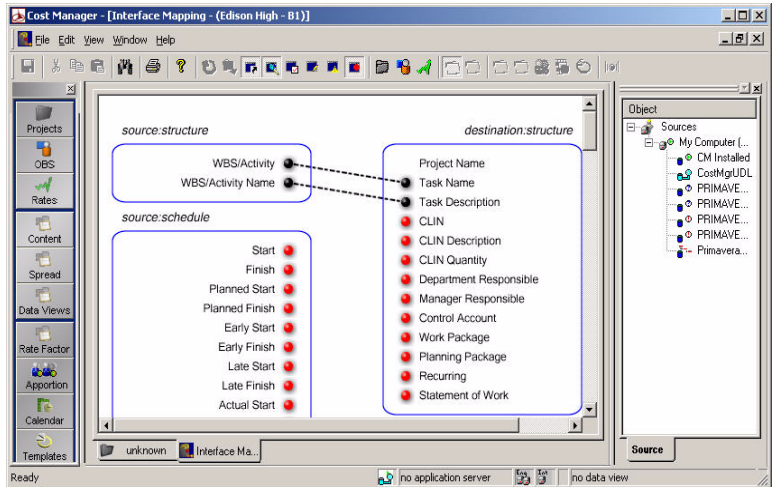 Cost Manager - [Interface Mapping - (Edison High - B1)]
File Edit View Window Help
Projects
OBS
Rates
Content
Spread
Data Views
Rate Factor
Apportion
Calendar
Templates
source:structure
WBS/Activity
WBS/Activity Name
source:schedule
Start
Finish
Planned Start
Planned Finish
Early Start
Early Finish
Late Start
Late Finish
Actual Start
destination:structure
Project Name
Task Name
Task Description
CLIN
CLIN Description
CLIN Quantity
Department Responsible
Manager Responsible
Control Account
Work Package
Planning Package
Recurring
Statement of Work
Object
Sources
My Computer (...
CM Installed
CostMgrUDL
PRIMAVE...
PRIMAVE...
PRIMAVE...
PRIMAVE...
Primavera...
unknown
Interface Ma...
Source
Ready
no application server
no data view